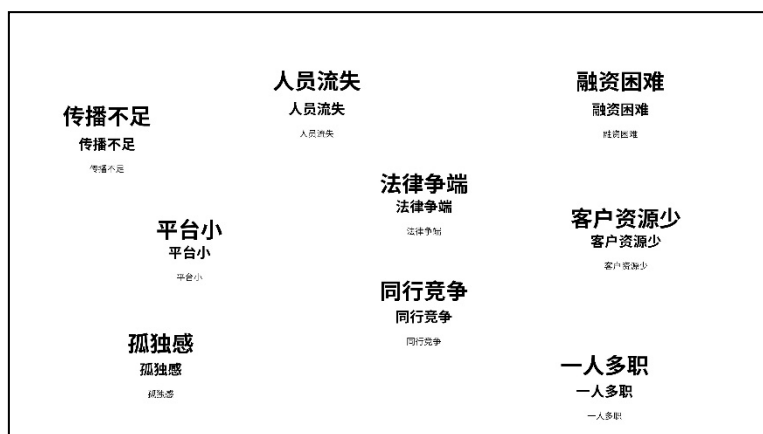 人员流失
人员流失
人员流失
融资困难
融资困难
融资困难
传播不足
传播不足
传播不足
法律争端
法律争端
法律争端
客户资源少
客户资源少
客户资源少
平台小
平台小
平台小
同行竞争
同行竞争
同行竞争
孤独感
孤独感
孤独感
一人多职
一人多职
一人多职